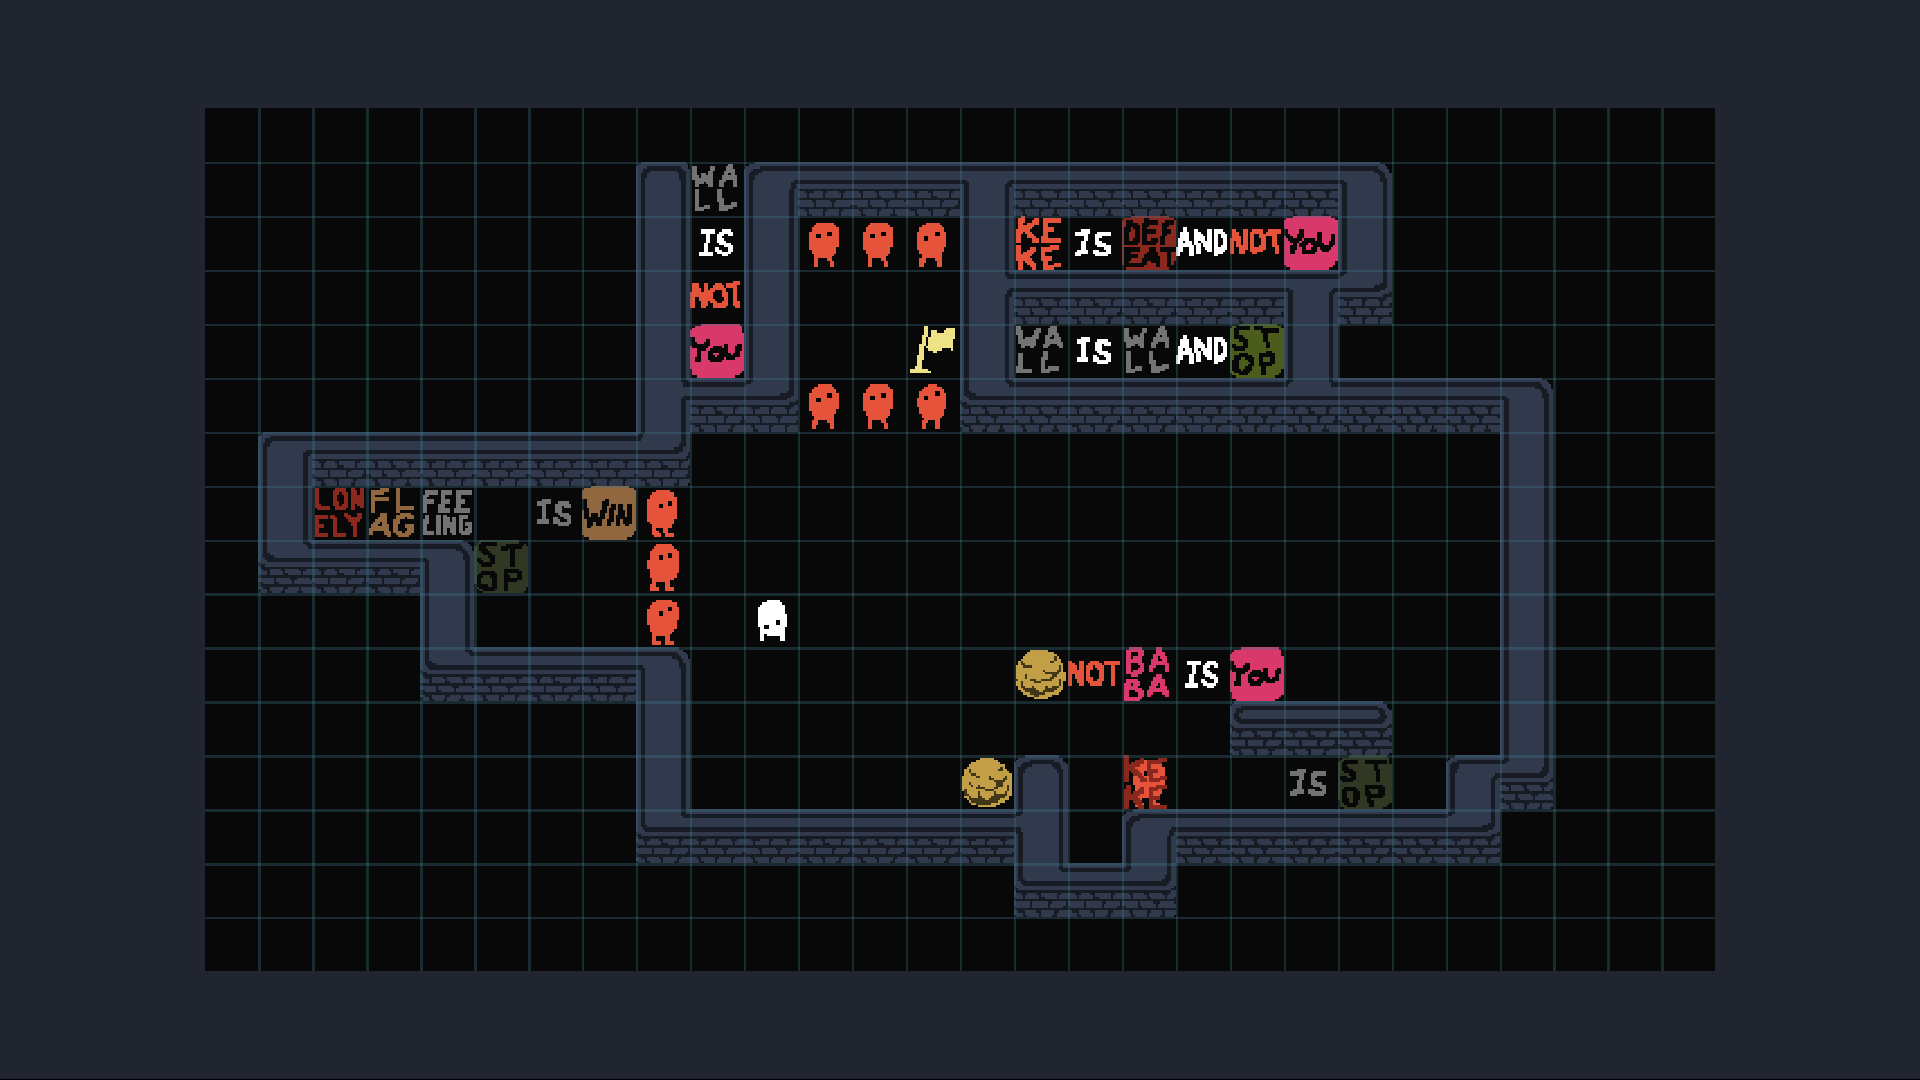 WALL
IS
KEKE IS DEFEAT AND NOT YOU
NOT
YOU
WALL IS WALL AND STOP
LONELY FLAG FEELING IS WIN
STOP
NOT BABA IS YOU
KEKE IS STOP